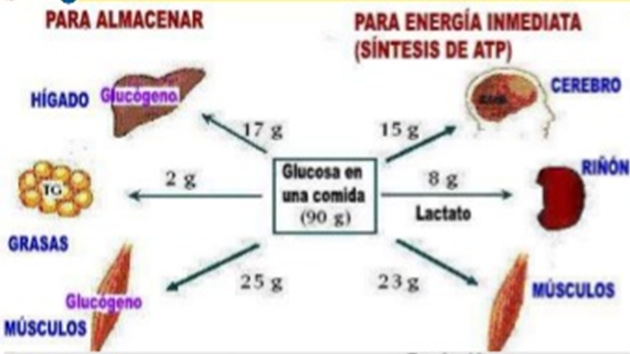 PARA ALMACENAR
PARA ENERGÍA INMEDIATA
(SÍNTESIS DE ATP)
HÍGADO
Glucógeno
17 g
15 g
CEREBRO
TG
GRASAS
2 g
Glucosa en
una comida
(90 g)
8 g
Lactato
RIÑÓN
25 g
23 g
Glucógeno
MÚSCULOS
MÚSCULOS